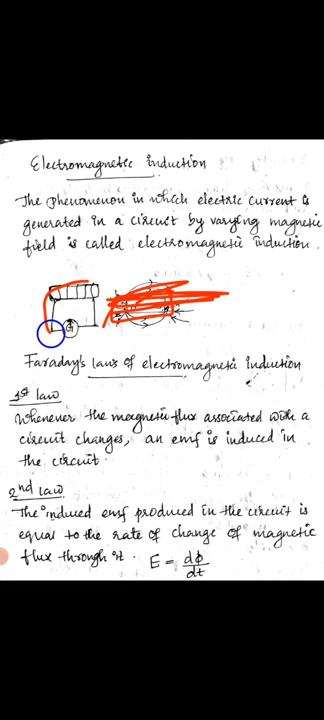 Electromagnetic induction
The phenomenon in which electric current is
generated in a circuit by varying magnetic
field is called electromagnetic induction.
G
Faraday's laws of electromagnetic induction
1st law
Whenever the magnetic flux associated with a
circuit changes, an emf is induced in
the circuit.
2nd law
The induced emf produced in the circuit is
equal to the rate of change of magnetic
flux through it. E = dϕ/dt